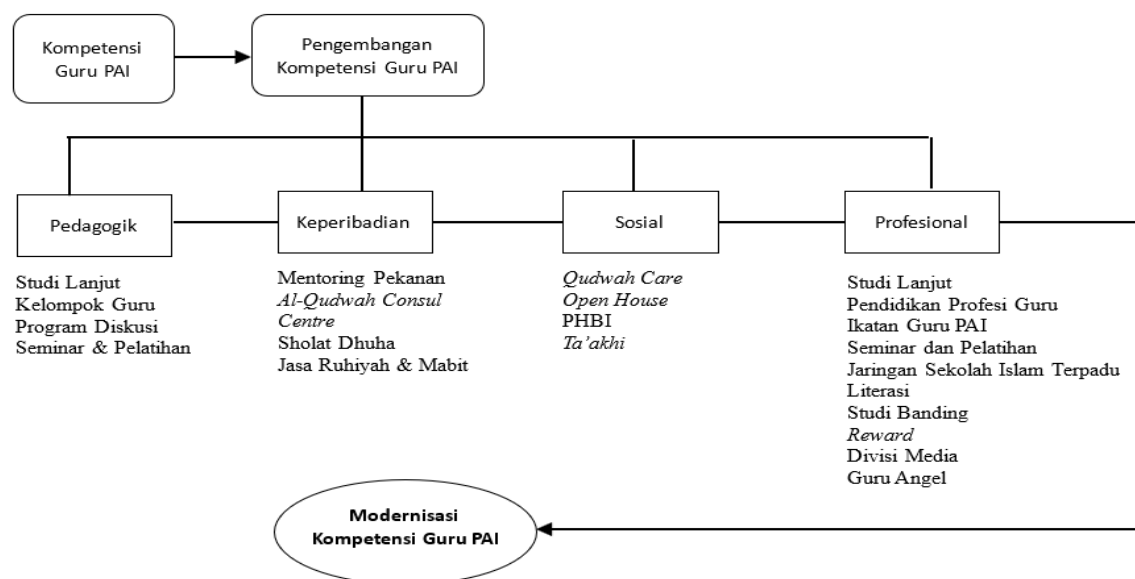 Kompetensi
Guru PAI
Pengembangan
Kompetensi Guru PAI
Pedagogik
Studi Lanjut
Kelompok Guru
Program Diskusi
Seminar & Pelatihan
Keperibadian
Mentoring Pekanan
Al-Qudwah Consul
Centre
Sholat Dhuha
Jasa Ruhiyah & Mabit
Sosial
Qudwah Care
Open House
PHBI
Ta'akhi
Profesional
Studi Lanjut
Pendidikan Profesi Guru
Ikatan Guru PAI
Seminar dan Pelatihan
Jaringan Sekolah Islam Terpadu
Literasi
Studi Banding
Reward
Divisi Media
Guru Angel
Modernisasi
Kompetensi Guru PAI